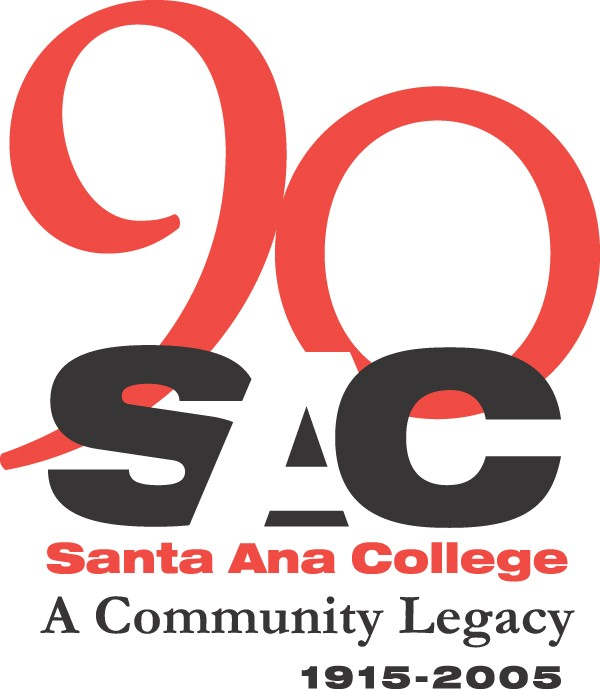 90
SAC
Santa Ana College
A Community Legacy
1915-2005